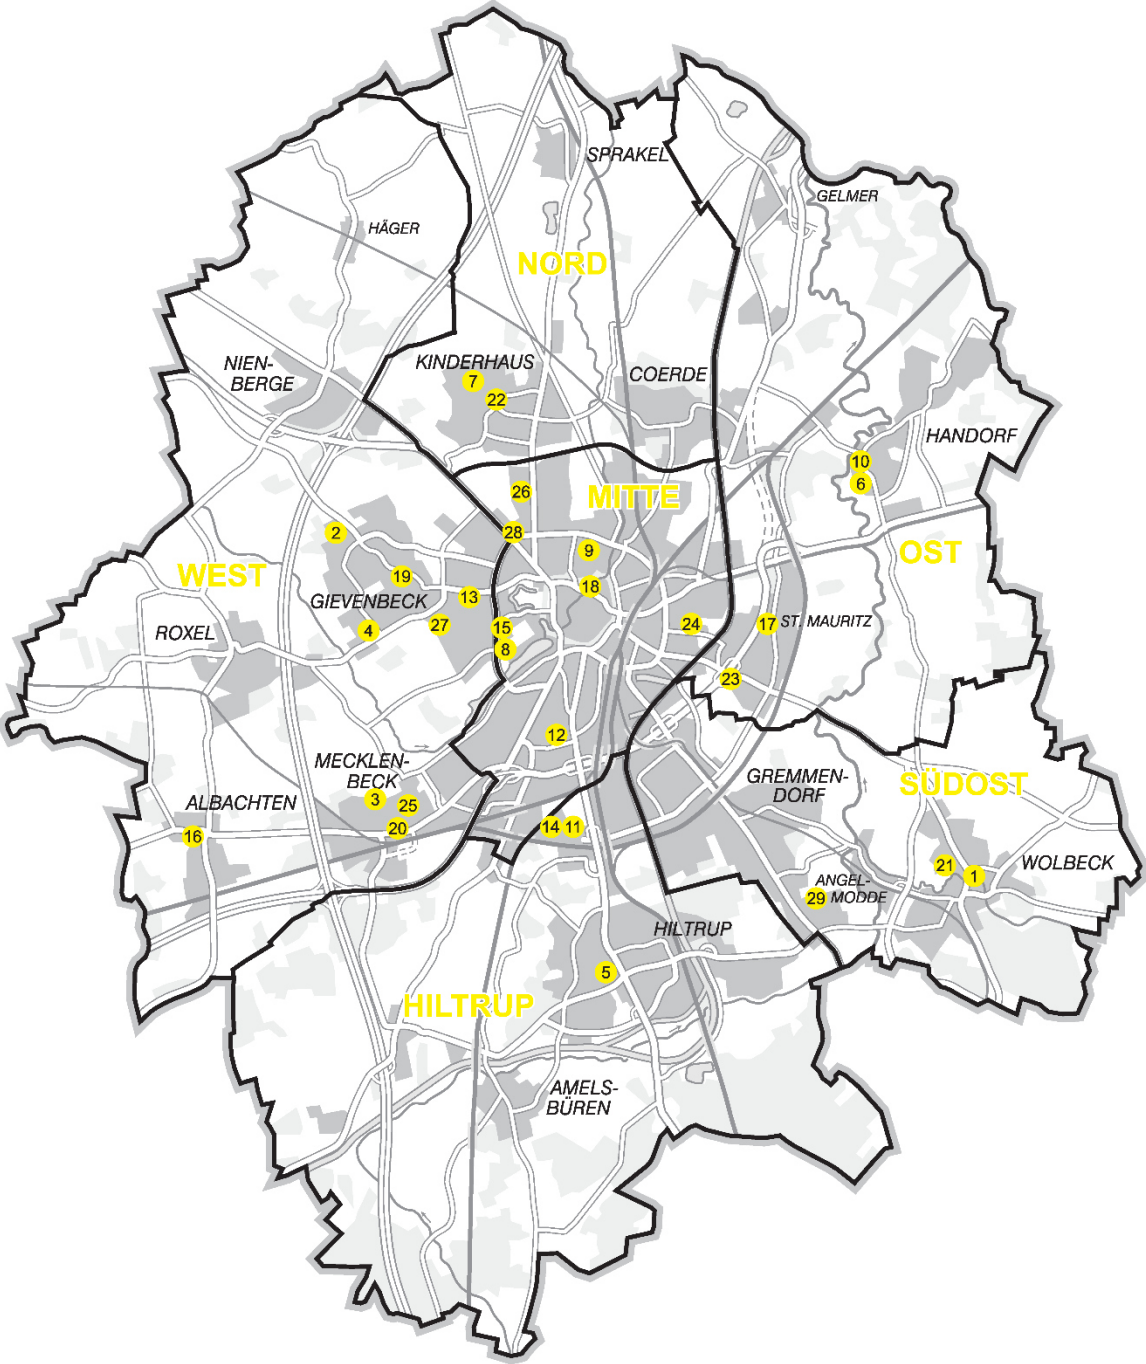 SPRAKEL
GELMER
HÄGER
NORD
NIEN-
BERGE
KINDERHAUS
7
22
COERDE
HANDORF
10
6
26
MITTE
28
2
9
OST
WEST
19
18
GIEVENBECK
13
4
27
15
8
24
17 ST. MAURITZ
ROXEL
23
12
MECKLEN-
BECK
3
25
20
ALBACHTEN
16
GREMMEN-
DORF
SÜDOST
14
11
21
1
WOLBECK
ANGEL-
29 MODDE
HILTRUP
5
HILTRUP
AMELS-
BÜREN